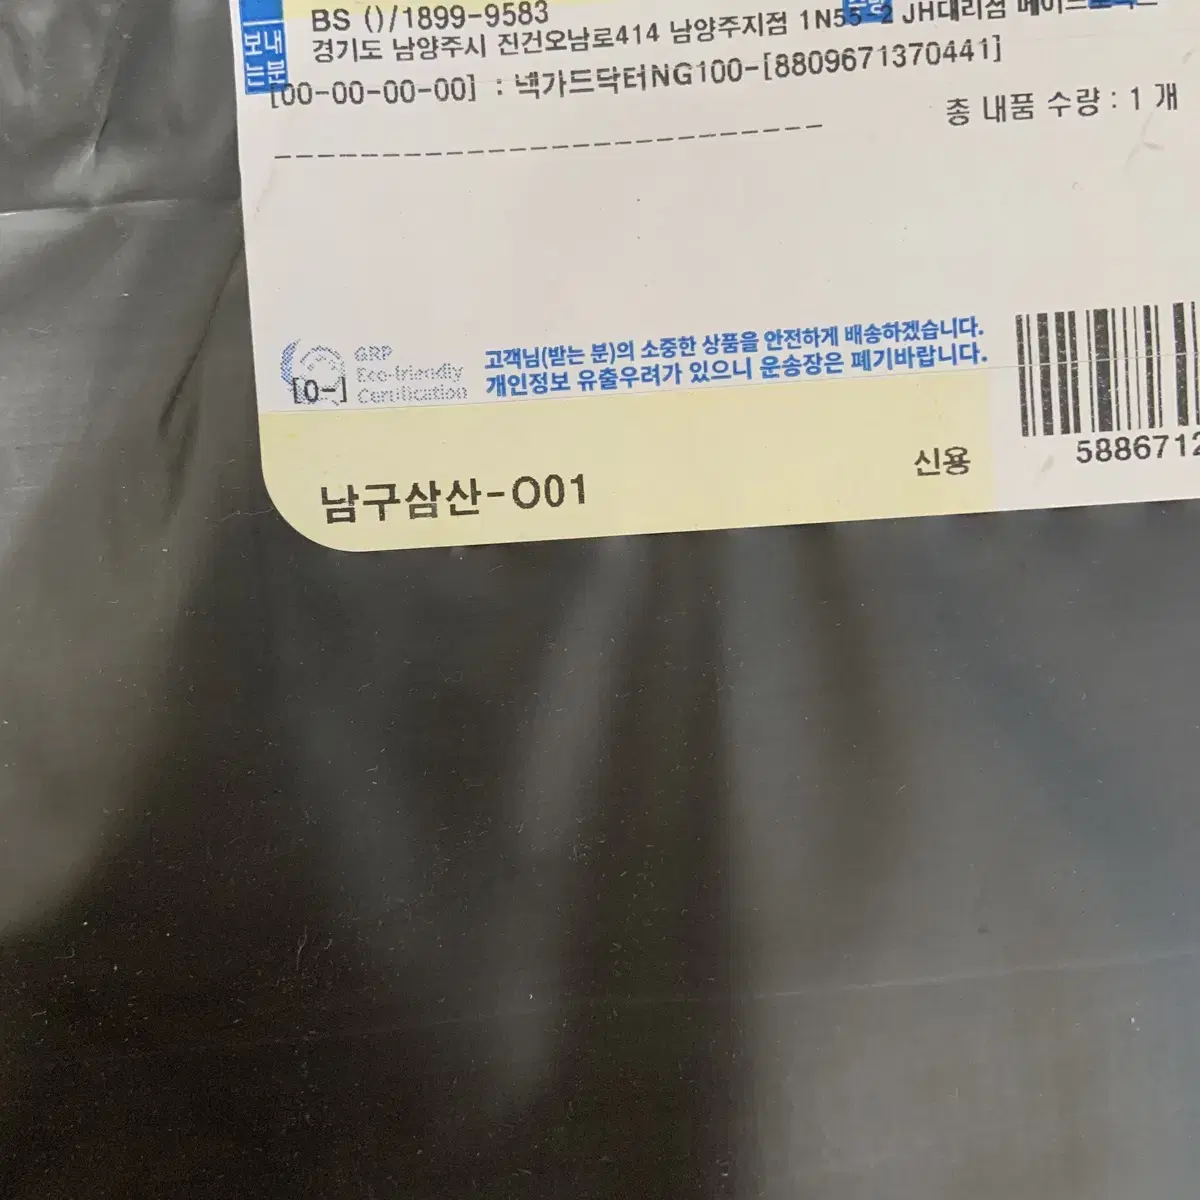 보내는분
BS ()/1899-9583
경기도 남양주시 진건오남로414 남양주지점 1N55-2 JH대리점
[00-00-00-00] : 넥가드닥터NG100-[8809671370441]
총 내품 수량 : 1 개
GRP
Eco-friendly
Certification
[0-]
고객님(받는 분)의 소중한 상품을 안전하게 배송하겠습니다.
개인정보 유출우려가 있으니 운송장은 폐기바랍니다.
남구삼산-O01
신용
5886712